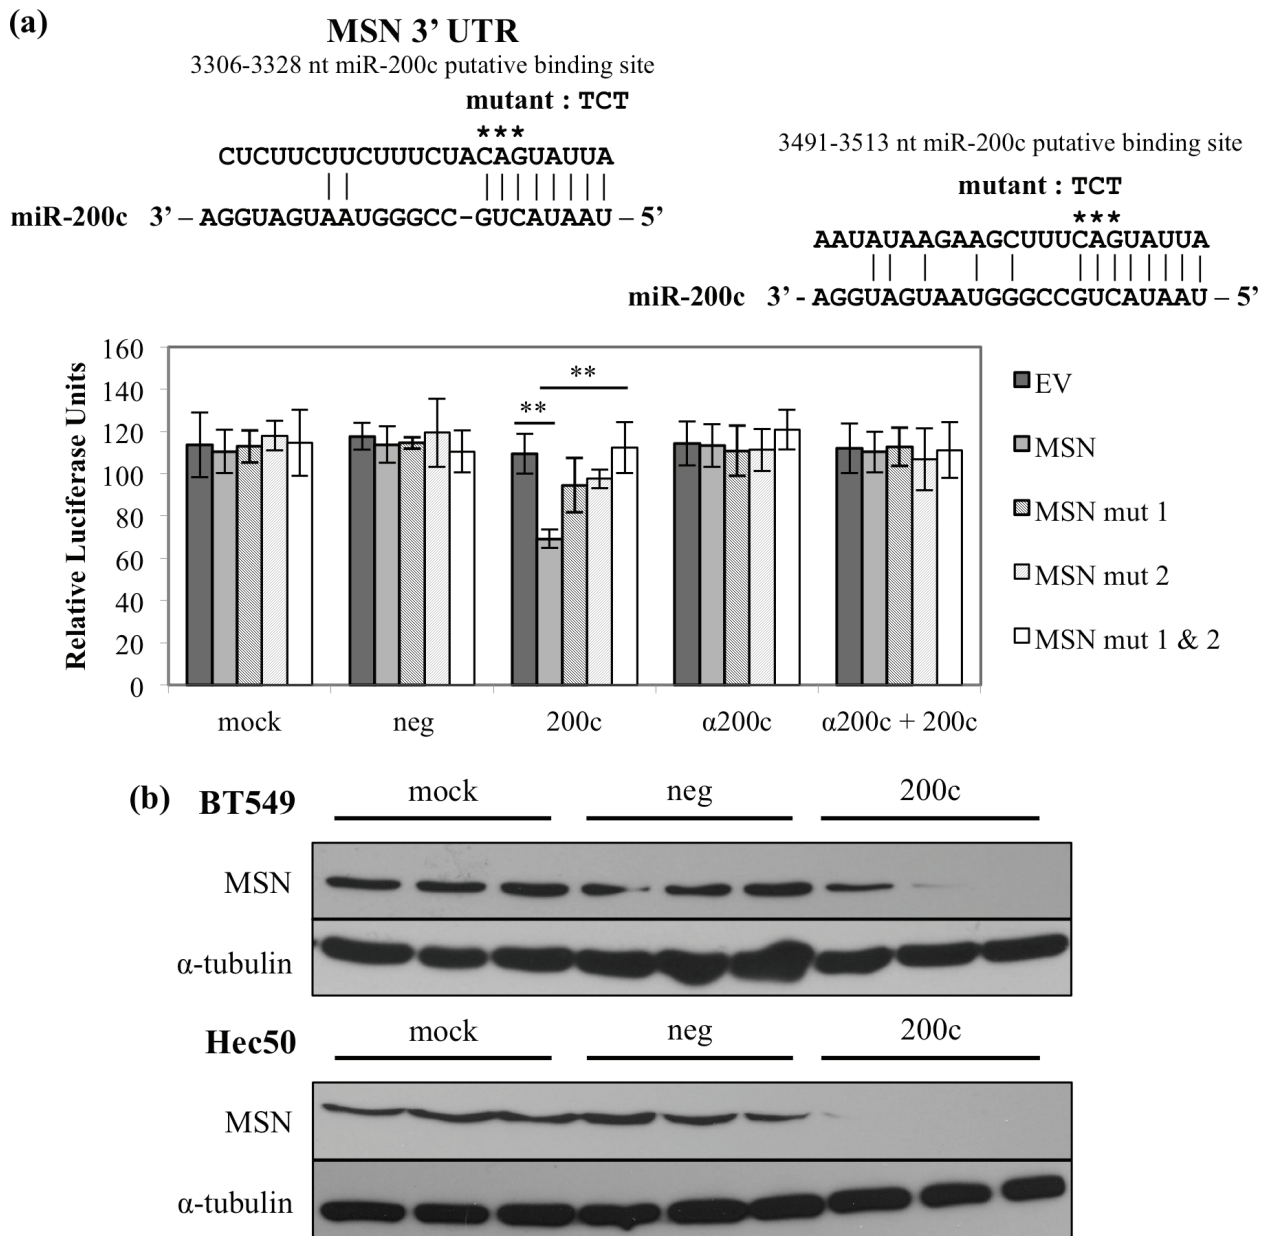 (a)
MSN 3’ UTR
3306-3328 nt miR-200c putative binding site
mutant : TCT
***
CUCUUCUUCUUUCUACAGUAUUA
miR-200c 3’ – AGGUAGUAAUGGGCC-GUCAUAAU – 5’
3491-3513 nt miR-200c putative binding site
mutant : TCT
***
AAUAUAAGAAGCUUUCAGUAUUA
miR-200c 3’ - AGGUAGUAAUGGGCCGUCAUAAU – 5’
Relative Luciferase Units
160
140
120
100
80
60
40
20
0
**
**
mock neg 200c α200c α200c + 200c
EV
MSN
MSN mut 1
MSN mut 2
MSN mut 1 & 2
(b)
BT549 mock neg 200c
MSN
α-tubulin
Hec50 mock neg 200c
MSN
α-tubulin